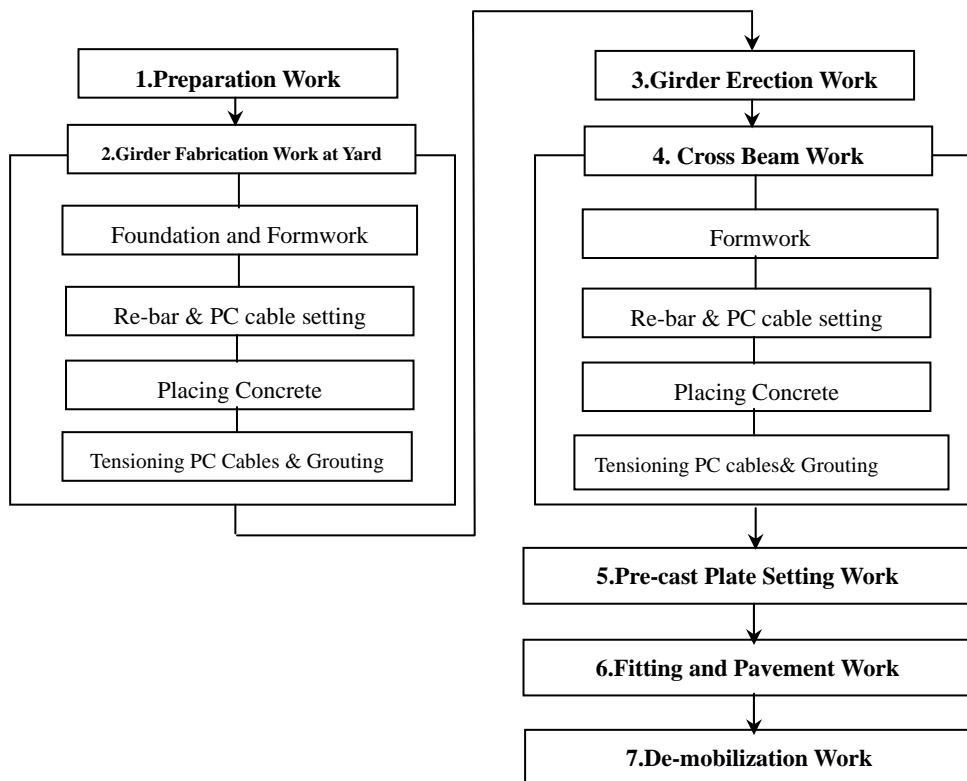 1.Preparation Work
2.Girder Fabrication Work at Yard
Foundation and Formwork
Re-bar & PC cable setting
Placing Concrete
Tensioning PC Cables & Grouting
3.Girder Erection Work
4. Cross Beam Work
Formwork
Re-bar & PC cable setting
Placing Concrete
Tensioning PC cables& Grouting
5.Pre-cast Plate Setting Work
6.Fitting and Pavement Work
7.De-mobilization Work